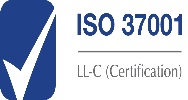 ISO 37001
LL-C (Certification)